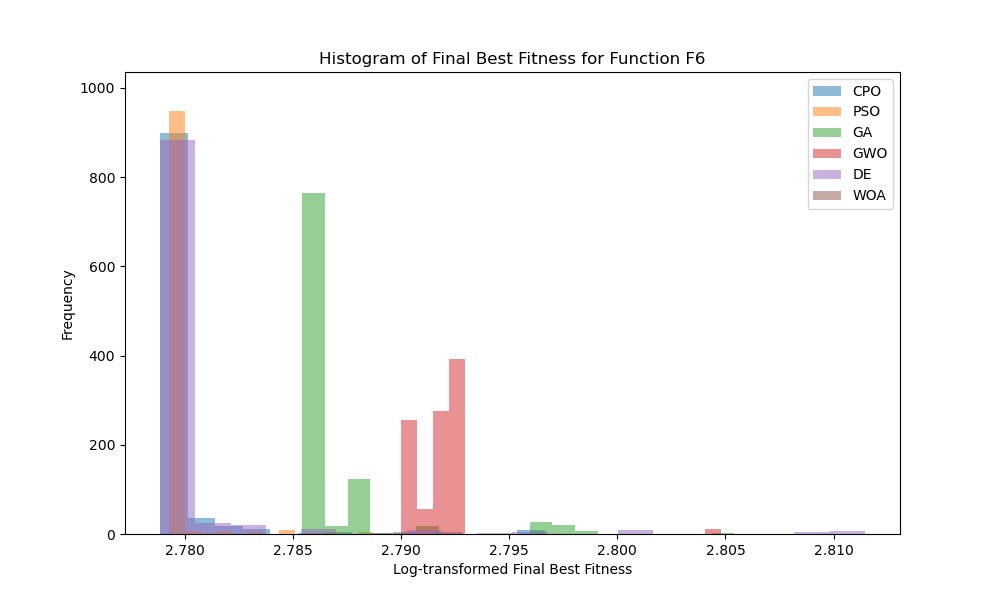 Histogram of Final Best Fitness for Function F6
1000
800
600
400
200
0
Frequency
2.780
2.785
2.790
2.795
2.800
2.805
2.810
Log-transformed Final Best Fitness
CPO
PSO
GA
GWO
DE
WOA